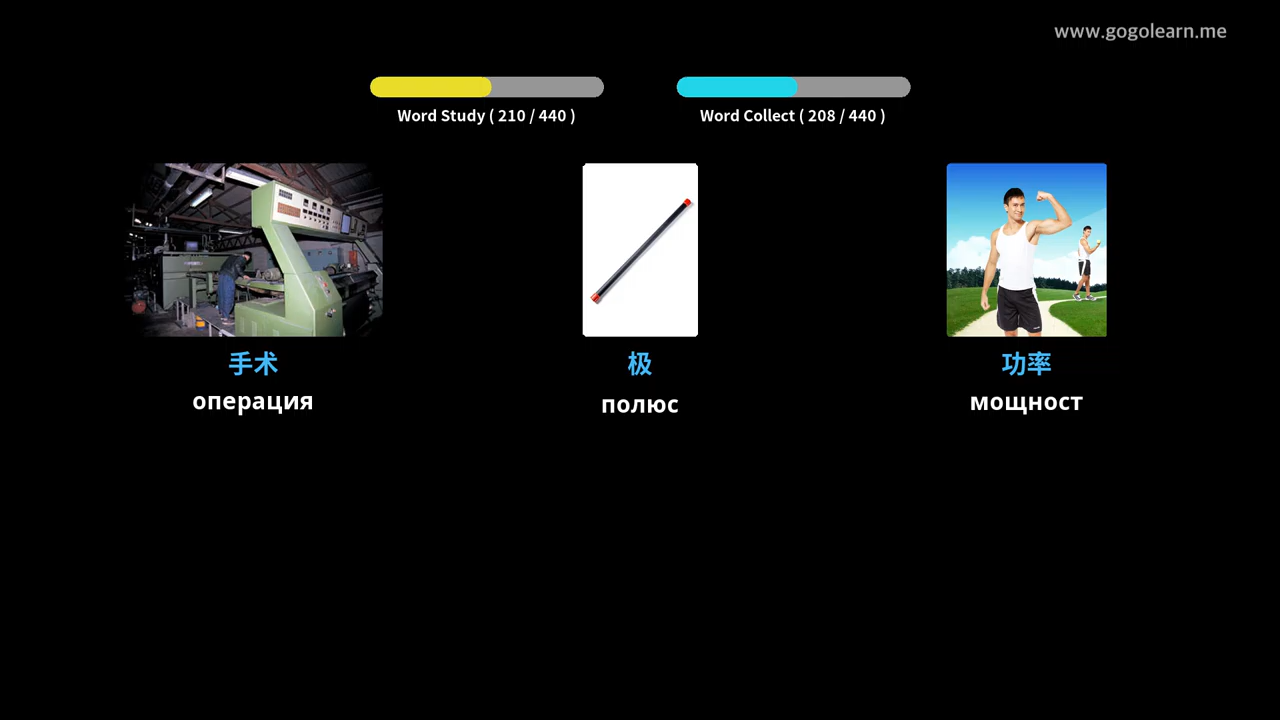 www.gogolearn.me
Word Study ( 210 / 440 )
Word Collect ( 208 / 440 )
手术
极
功率
операция
полюс
мощност